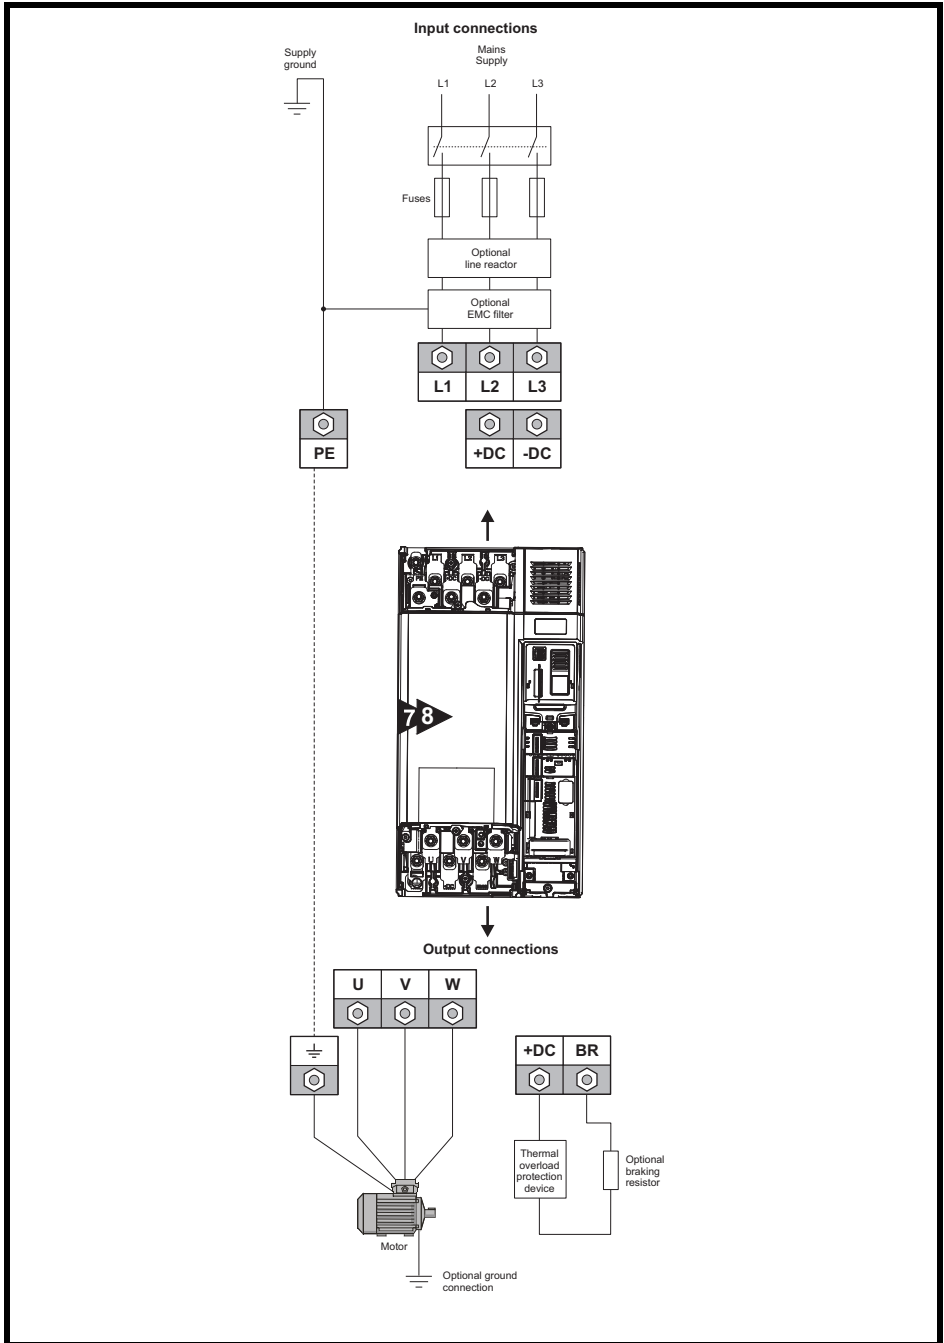 Input connections
Supply
ground
Mains
Supply
L1 L2 L3
Fuses
Optional
line reactor
Optional
EMC filter
L1 L2 L3
PE
+DC -DC
7 8
Output connections
U V W
+DC BR
Thermal
overload
protection
device
Optional
braking
resistor
Motor
Optional ground
connection